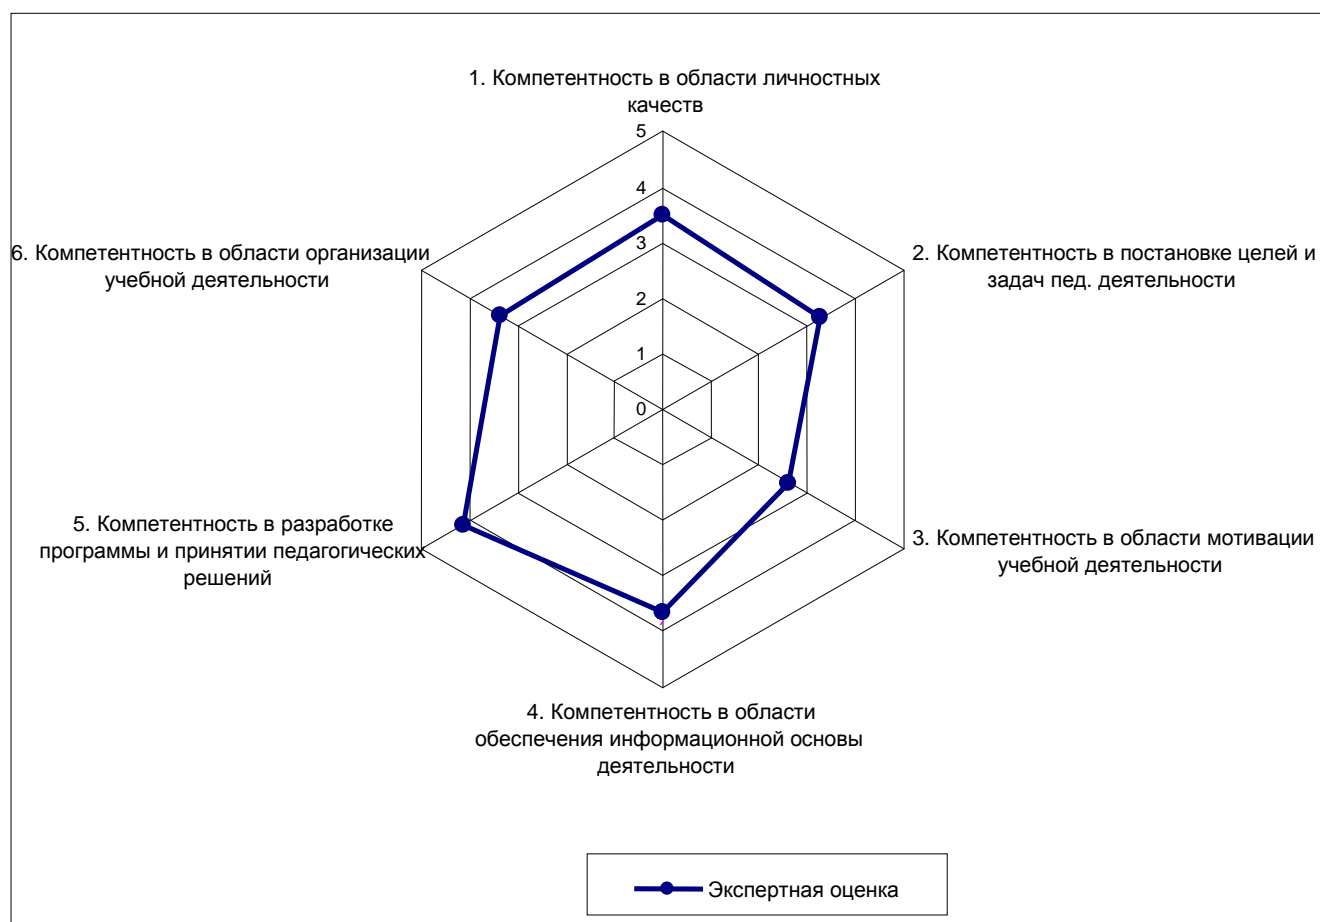 1. Компетентность в области личностных
качеств
5
4
3
2
1
0
2. Компетентность в постановке целей и
задач пед. деятельности
3. Компетентность в области мотивации
учебной деятельности
4. Компетентность в области
обеспечения информационной основы
деятельности
5. Компетентность в разработке
программы и принятии педагогических
решений
6. Компетентность в области организации
учебной деятельности
Экспертная оценка